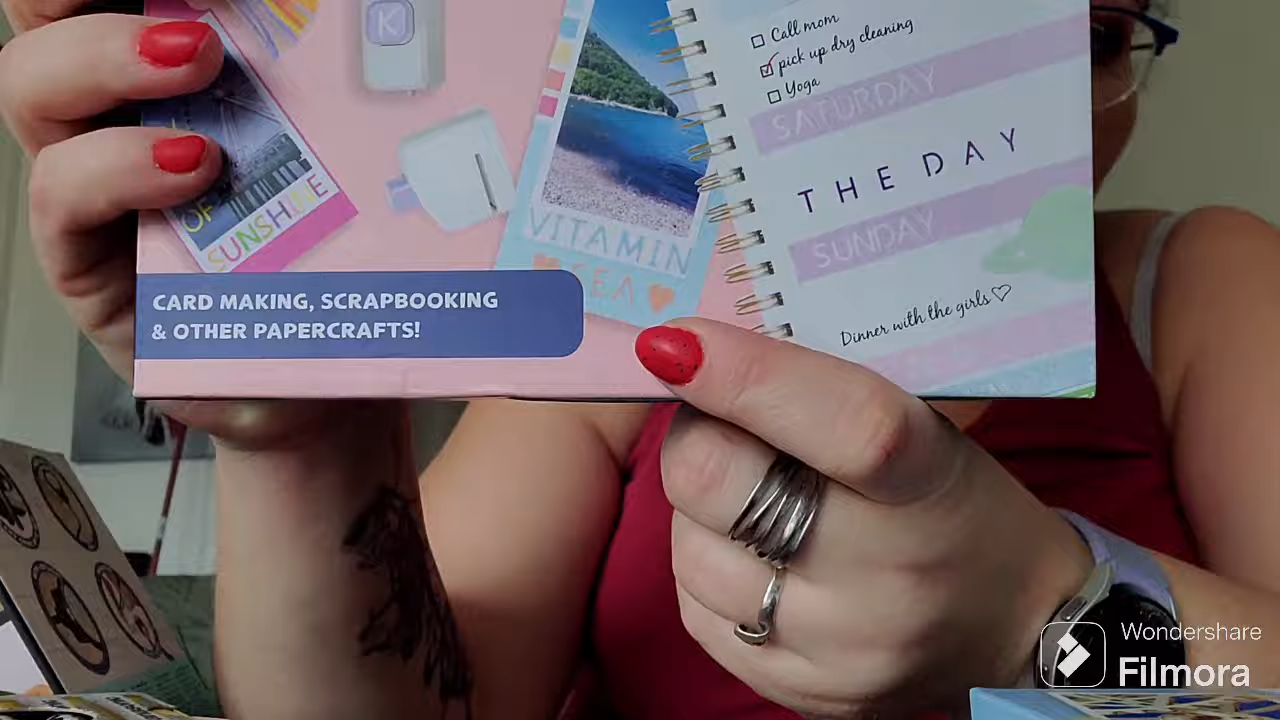 K
Call mom
pick up dry cleaning
Yoga
SATURDAY
THE DAY
SUNDAY
Dinner with the girls
OF
SUNSHINE
VITAMIN
SEA
CARD MAKING, SCRAPBOOKING
& OTHER PAPERCRAFTS!
Wondershare
Filmora